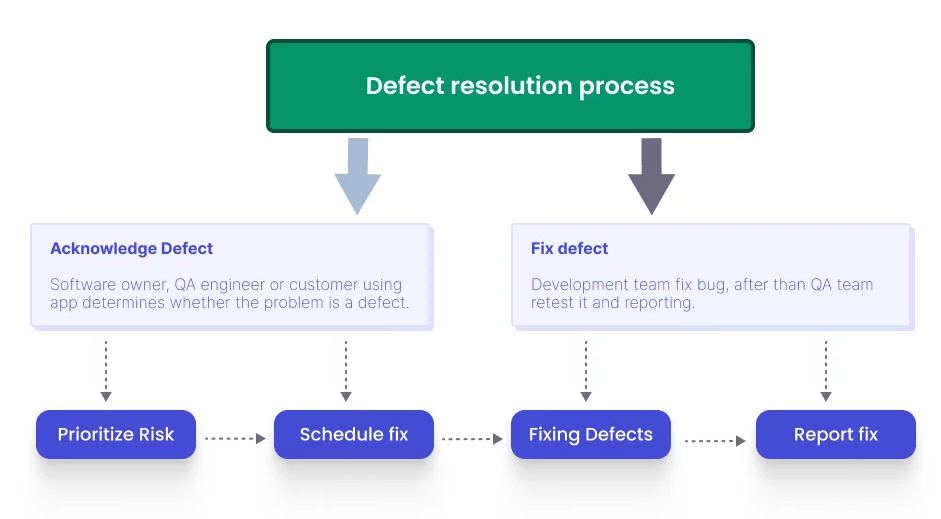 Defect resolution process
Acknowledge Defect
Software owner, QA engineer or customer using
app determines whether the problem is a defect.
Fix defect
Development team fix bug, after than QA team
retest it and reporting.
Prioritize Risk
Schedule fix
Fixing Defects
Report fix